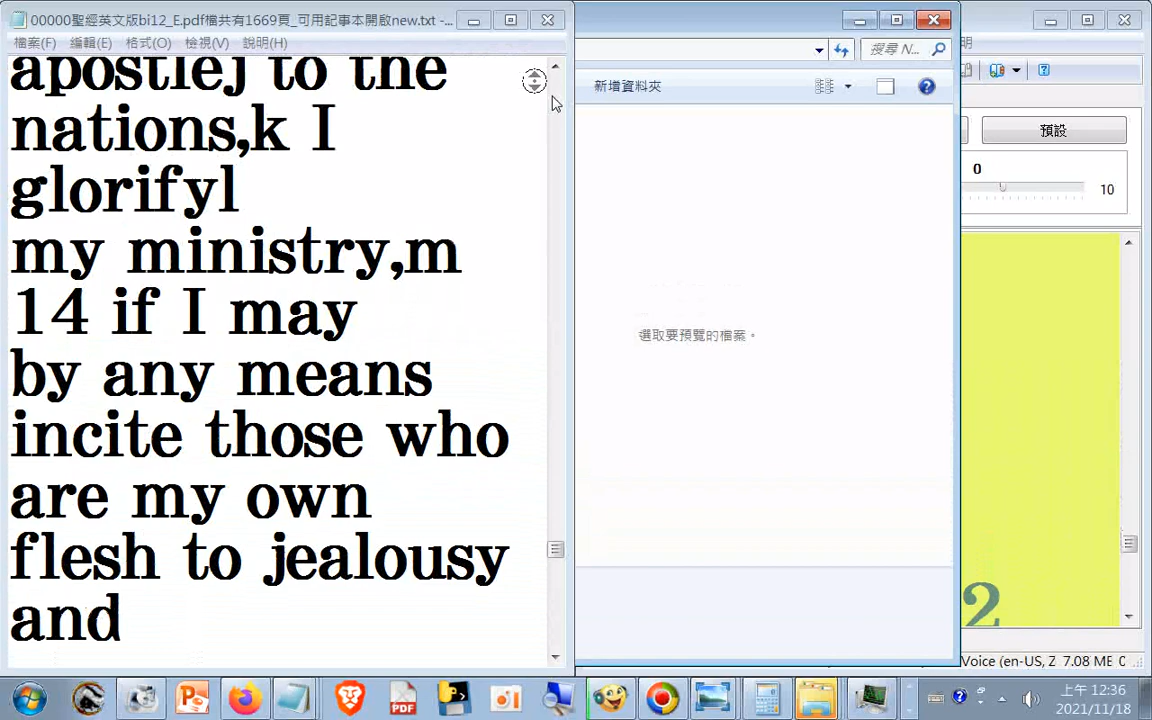 00000聖經英文版bi12_E.pdf檔共有1669頁_可用記事本開啟new.txt -...
檔案(F) 編輯(E) 格式(O) 檢視(V) 說明(H)
apostlej to the
nations,k I
glorifyl
my ministry,m
14 if I may
by any means
incite those who
are my own
flesh to jealousy
and
搜尋 N...
新增資料夾
選取要預覽的檔案。
明
預設
0
10
2
Voice (en-US, Z 7.08 ME 0
PDF
上午 12:36
2021/11/18